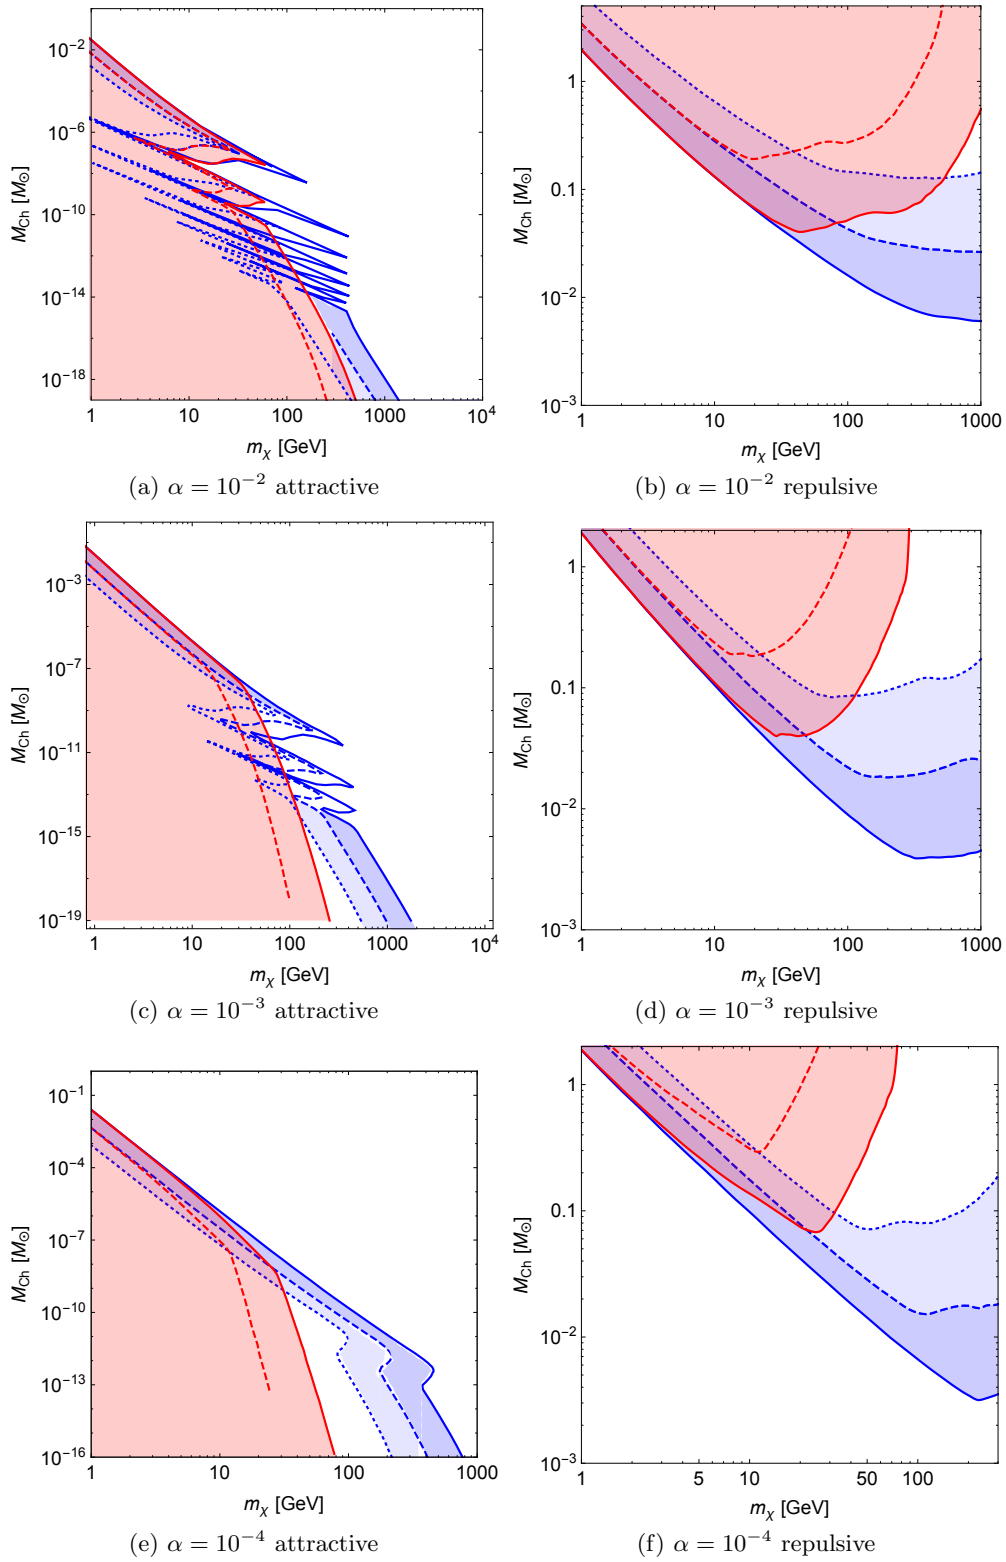 10⁻²
10⁻⁶
10⁻¹⁰
10⁻¹⁴
10⁻¹⁸
M_Ch [M_⊙]
1 10 100 1000 10⁴
m_χ [GeV]
(a) α = 10⁻² attractive
1
0.1
10⁻²
10⁻³
M_Ch [M_⊙]
1 10 100 1000
m_χ [GeV]
(b) α = 10⁻² repulsive
10⁻³
10⁻⁷
10⁻¹¹
10⁻¹⁵
10⁻¹⁹
M_Ch [M_⊙]
1 10 100 1000 10⁴
m_χ [GeV]
(c) α = 10⁻³ attractive
1
0.1
10⁻²
10⁻³
M_Ch [M_⊙]
1 10 100 1000
m_χ [GeV]
(d) α = 10⁻³ repulsive
10⁻¹
10⁻⁴
10⁻⁷
10⁻¹⁰
10⁻¹³
10⁻¹⁶
M_Ch [M_⊙]
1 10 100 1000
m_χ [GeV]
(e) α = 10⁻⁴ attractive
1
0.1
10⁻²
10⁻³
M_Ch [M_⊙]
1 5 10 50 100
m_χ [GeV]
(f) α = 10⁻⁴ repulsive